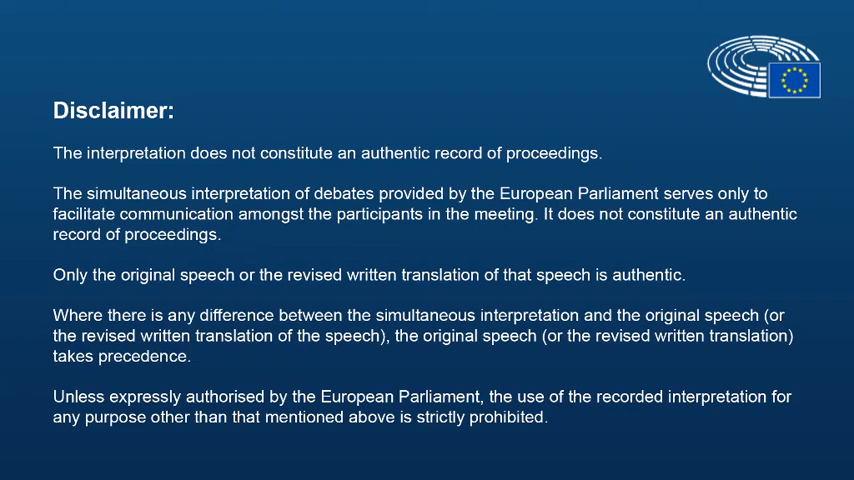 Disclaimer:
The interpretation does not constitute an authentic record of proceedings.
The simultaneous interpretation of debates provided by the European Parliament serves only to
facilitate communication amongst the participants in the meeting. It does not constitute an authentic
record of proceedings.
Only the original speech or the revised written translation of that speech is authentic.
Where there is any difference between the simultaneous interpretation and the original speech (or
the revised written translation of the speech), the original speech (or the revised written translation)
takes precedence.
Unless expressly authorised by the European Parliament, the use of the recorded interpretation for
any purpose other than that mentioned above is strictly prohibited.